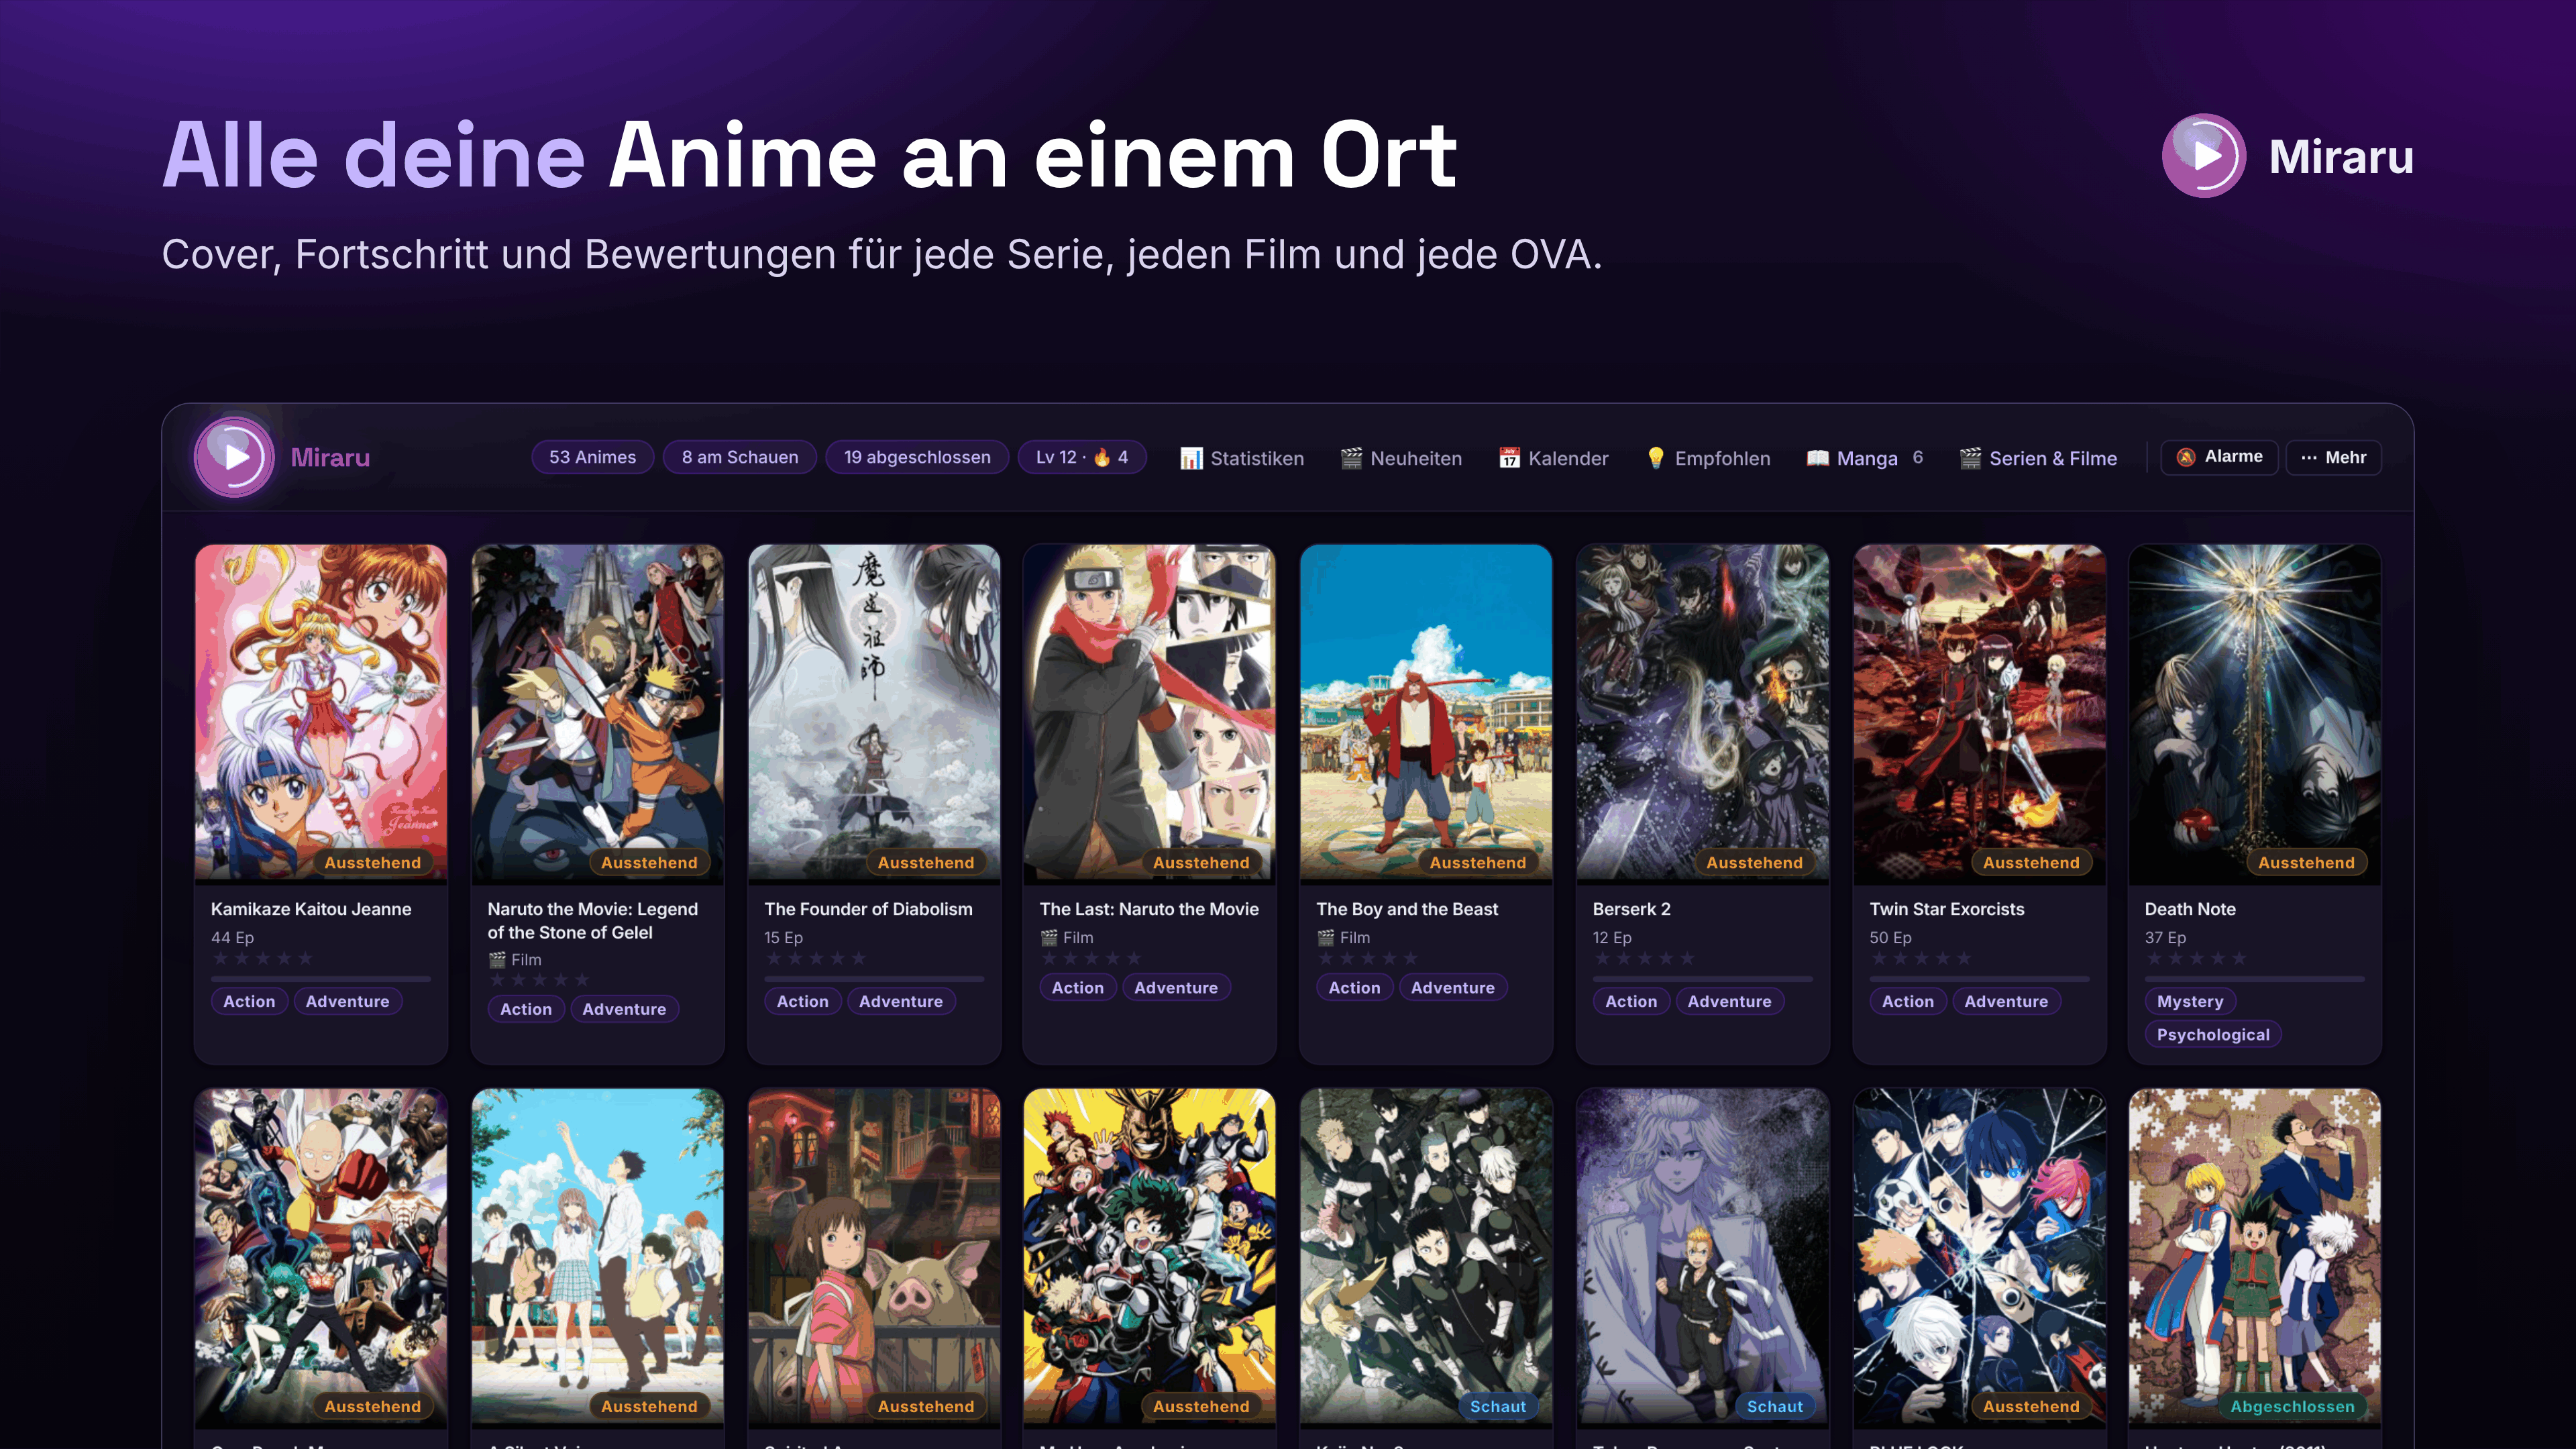 Alle deine Anime an einem Ort
Miraru
Cover, Fortschritt und Bewertungen für jede Serie, jeden Film und jede OVA.
Miraru
53 Animes
8 am Schauen
19 abgeschlossen
Lv 12 · 🔥 4
Statistiken
Neuheiten
Kalender
Empfohlen
Manga 6
Serien & Filme
Alarme
··· Mehr
魔道祖師
Jeanne
Ausstehend
Ausstehend
Ausstehend
Ausstehend
Ausstehend
Ausstehend
Ausstehend
Ausstehend
Kamikaze Kaitou Jeanne
44 Ep
Action Adventure
Naruto the Movie: Legend
of the Stone of Gelel
Film
Action Adventure
The Founder of Diabolism
15 Ep
Action Adventure
The Last: Naruto the Movie
Film
Action Adventure
The Boy and the Beast
Film
Action Adventure
Berserk 2
12 Ep
Action Adventure
Twin Star Exorcists
50 Ep
Action Adventure
Death Note
37 Ep
Mystery
Psychological
Ausstehend
Ausstehend
Ausstehend
Ausstehend
Schaut
Schaut
Ausstehend
Abgeschlossen